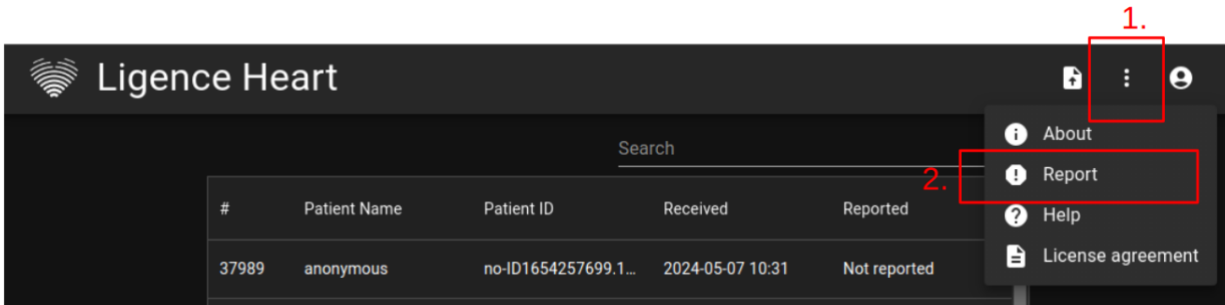 1.
Ligence Heart
About
Search
2.
Report
# Patient Name Patient ID Received Reported
Help
37989 anonymous no-ID1654257699.1... 2024-05-07 10:31 Not reported
License agreement